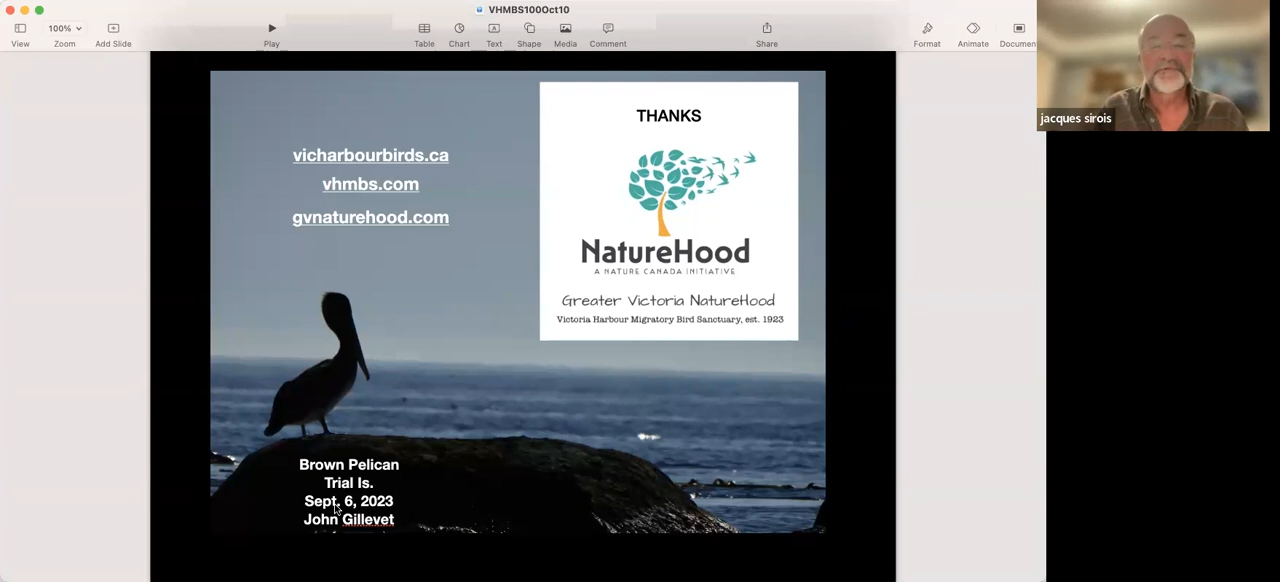 VHMBS100Oct10
100%
View
Zoom
Add Slide
Play
Table
Chart
Text
Shape
Media
Comment
Share
Format
Animate
Documen
jacques sirois
vicharbourbirds.ca
vhmbs.com
gvnaturehood.com
THANKS
NatureHood
A NATURE CANADA INITIATIVE
Greater Victoria NatureHood
Victoria Harbour Migratory Bird Sanctuary, est. 1923
Brown Pelican
Trial Is.
Sept. 6, 2023
John Gillevet